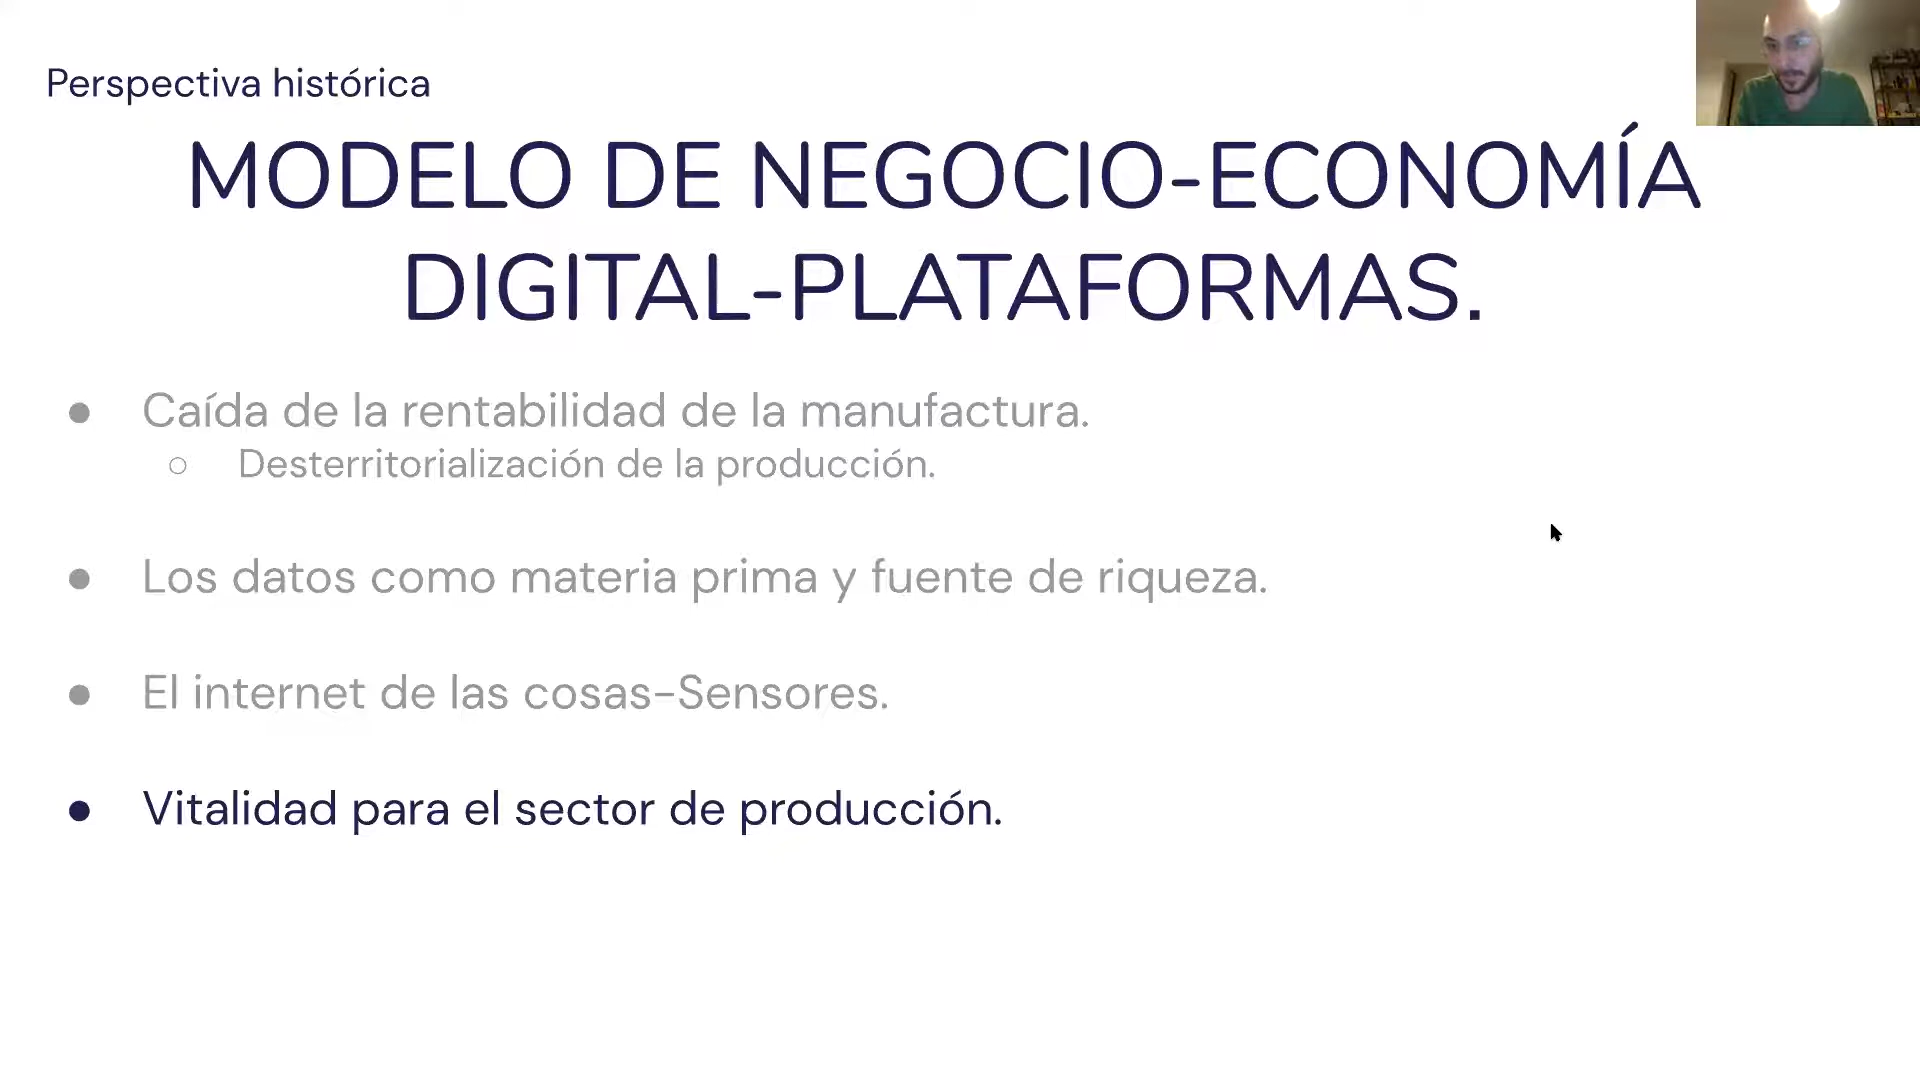 Perspectiva histórica
MODELO DE NEGOCIO-ECONOMÍA
DIGITAL-PLATAFORMAS.
● Caída de la rentabilidad de la manufactura.
○ Desterritorialización de la producción.
● Los datos como materia prima y fuente de riqueza.
● El internet de las cosas-Sensores.
● Vitalidad para el sector de producción.